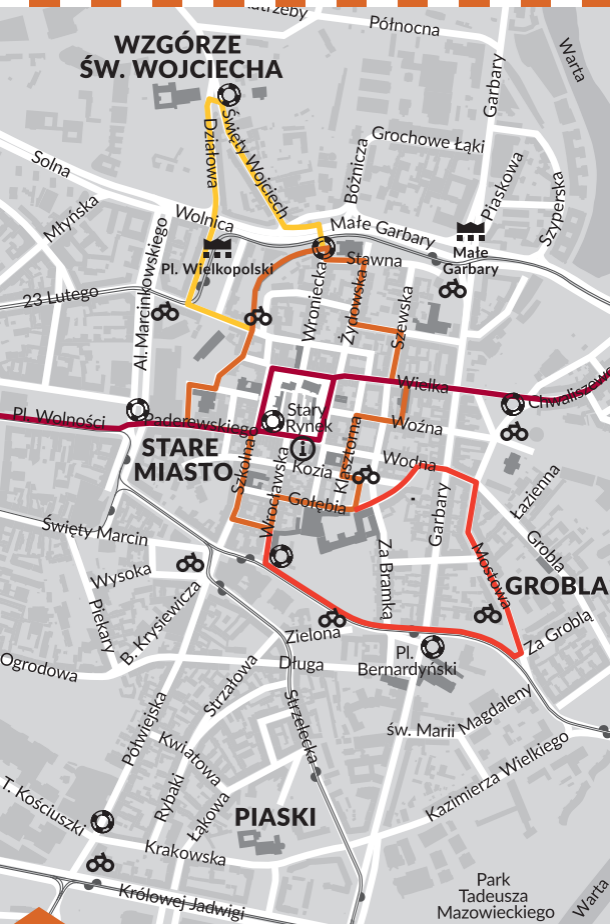 Północna
Warta
WZGÓRZE
ŚW. WOJCIECHA
Garbary
Działowa
Święty Wojciech
Bóżnicza
Grochowe Łąki
Piaskowa
Szyperska
Solna
Młyńska
Wolnica
Małe Garbary
Małe
Garbary
Pl. Wielkopolski
Stawna
23 Lutego
Al. Marcinkowskiego
Wroniecka
Żydowska
Szewska
Wielka
Chwaliszewo
Pl. Wolności
Paderewskiego
Stary
Rynek
i
Woźna
STARE
MIASTO
Szkolna
Wrocławska
Kozia
Klasztorna
Wodna
Gołębia
Garbary
Łazienna
Święty Marcin
Za Bramką
Mostowa
Grobla
GROBLA
Wysoka
Piekary
B. Krysiewicza
Zielona
Długa
Pl.
Bernardyński
Za Groblą
Ogrodowa
Strzałowa
Strzelecka
św. Marii Magdaleny
Półwiejska
Kwiatowa
Rybaki
Łąkowa
Kazimierza Wielkiego
T. Kościuszki
PIASKI
Krakowska
Królowej Jadwigi
Park
Tadeusza
Mazowieckiego
Warta